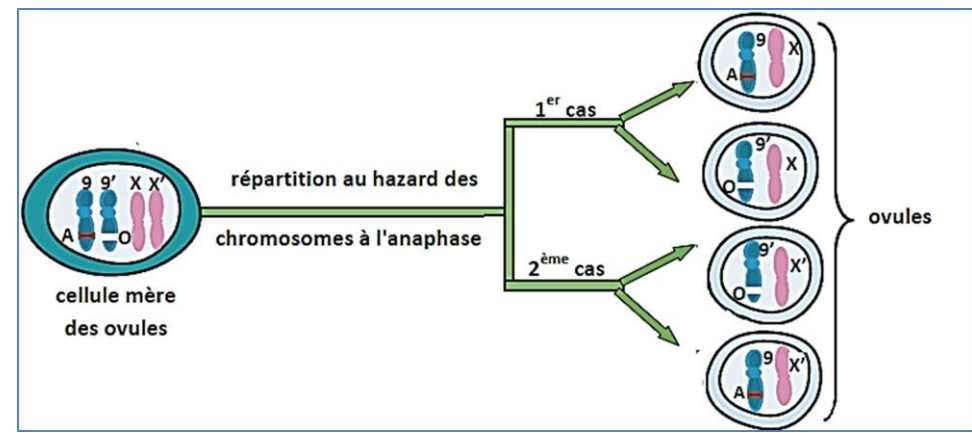 9 9' X X'
A O
cellule mère
des ovules
répartition au hazard des
chromosomes à l'anaphase
1er cas
2ème cas
9 X
A
9' X
O
9' X'
O
9 X'
A
ovules